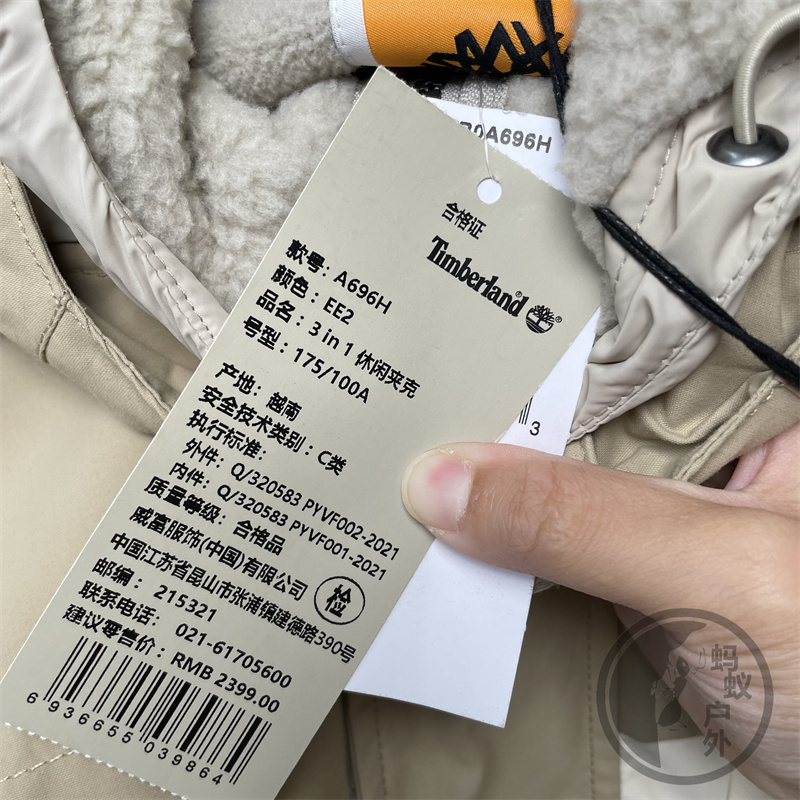 A696H
合格证
Timberland
款号: A696H
颜色: EE2
品名: 3 in 1 休闲夹克
号型: 175/100A
产地: 越南
安全技术类别: C类
执行标准:
外件: Q/320583 PYVF002-2021
内件: Q/320583 PYVF001-2021
质量等级: 合格品
威富服饰(中国)有限公司
中国江苏省昆山市张浦镇建德路390号
邮编: 215321
联系电话: 021-61705600
建议零售价: RMB 2399.00
检
6 936655 039864
3
蚂蚁
户外